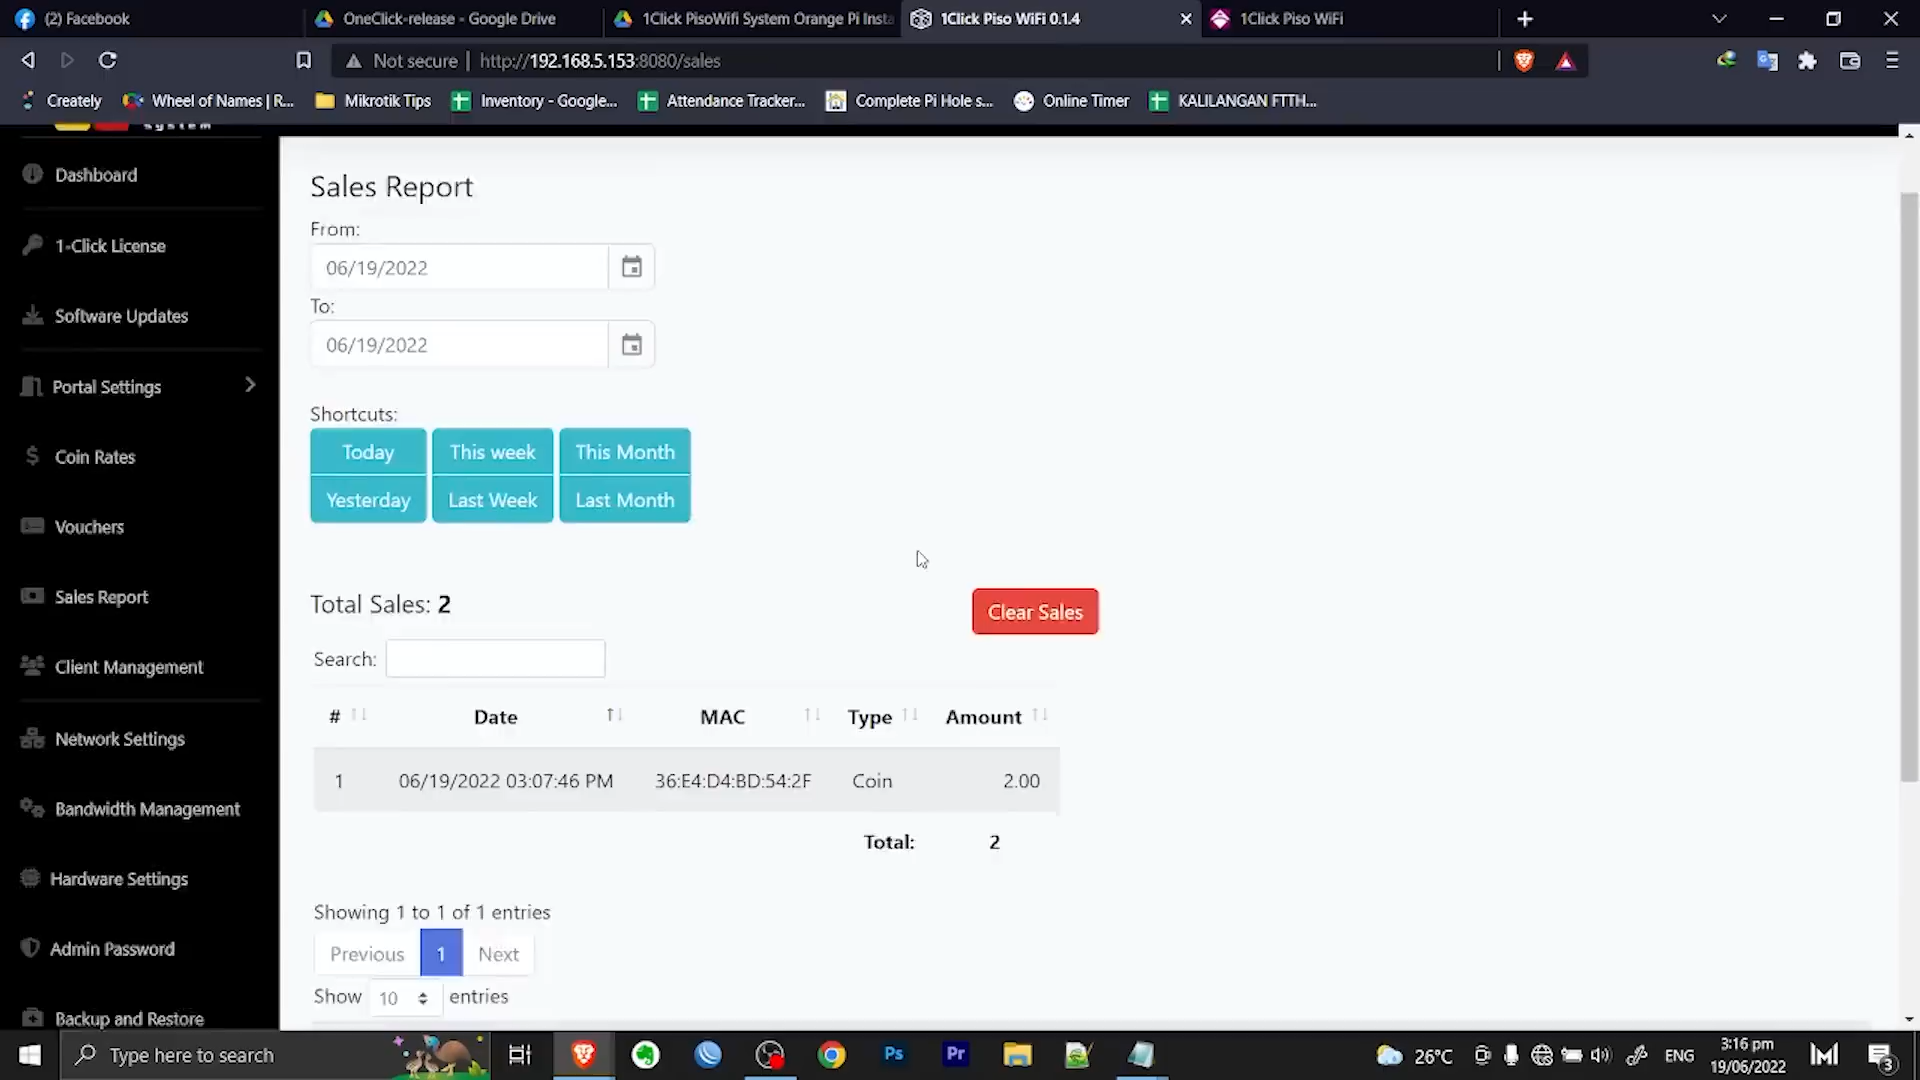 (2) Facebook
OneClick-release - Google Drive
1Click PisoWifi System Orange Pi Insta
1Click Piso WiFi 0.1.4
1Click Piso WiFi
Not secure | http://192.168.5.153:8080/sales
Creately
Wheel of Names | R...
Mikrotik Tips
Inventory - Google...
Attendance Tracker...
Complete Pi Hole s...
Online Timer
KALILANGAN FTTH...
system
Dashboard
1-Click License
Software Updates
Portal Settings
Coin Rates
Vouchers
Sales Report
Client Management
Network Settings
Bandwidth Management
Hardware Settings
Admin Password
Backup and Restore
Sales Report
From:
06/19/2022
To:
06/19/2022
Shortcuts:
Today This week This Month
Yesterday Last Week Last Month
Total Sales: 2
Clear Sales
Search:
# Date MAC Type Amount
1 06/19/2022 03:07:46 PM 36:E4:D4:BD:54:2F Coin 2.00
Total: 2
Showing 1 to 1 of 1 entries
Previous 1 Next
Show 10 entries
Type here to search
Ps
Pr
26°C
ENG
3:16 pm
19/06/2022
3